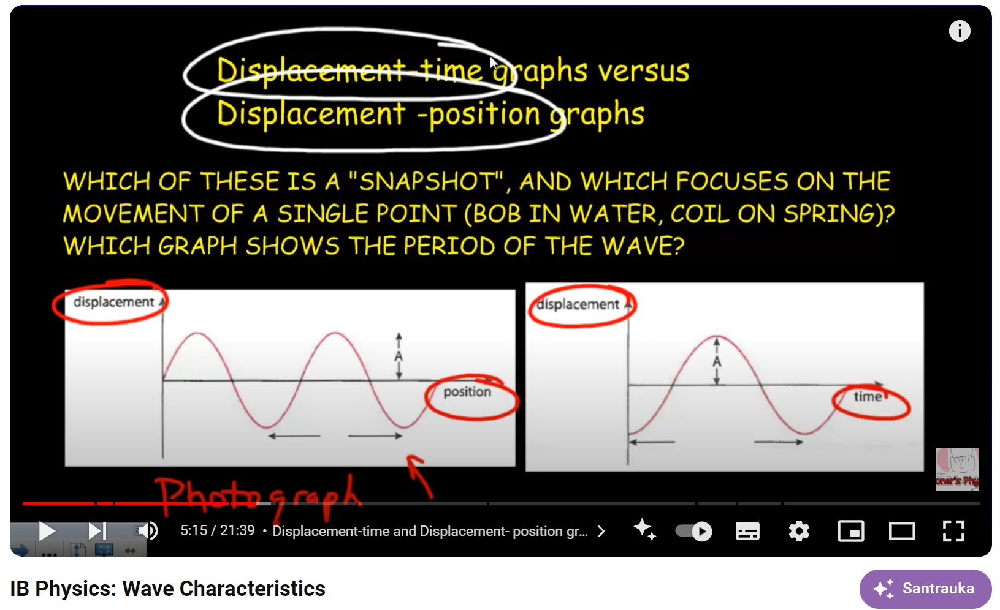 Displacement-time graphs versus
Displacement -position graphs
WHICH OF THESE IS A "SNAPSHOT", AND WHICH FOCUSES ON THE
MOVEMENT OF A SINGLE POINT (BOB IN WATER, COIL ON SPRING)?
WHICH GRAPH SHOWS THE PERIOD OF THE WAVE?
displacement
A
position
displacement
A
time
Photograph
oner's Phy
5:15 / 21:39 • Displacement-time and Displacement- position gr...
IB Physics: Wave Characteristics
Santrauka